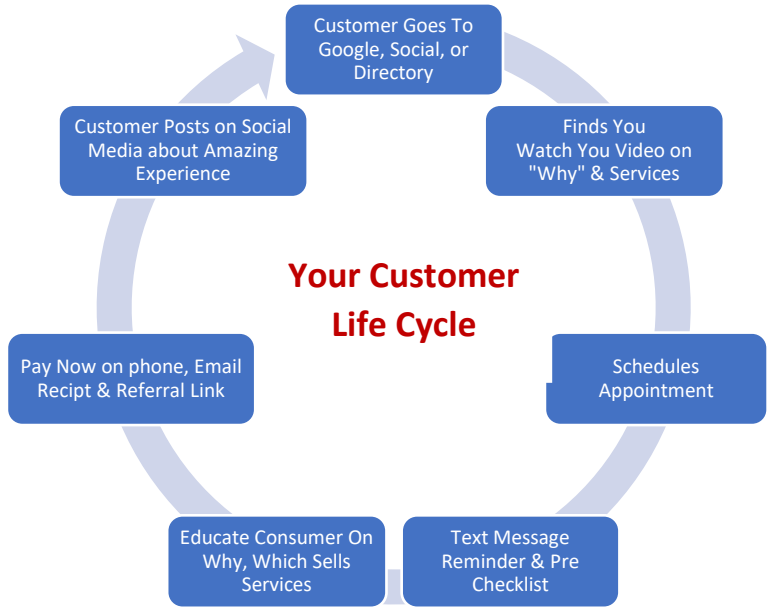 Customer Goes To
Google, Social, or
Directory
Finds You
Watch You Video on
"Why" & Services
Schedules
Appointment
Text Message
Reminder & Pre
Checklist
Educate Consumer On
Why, Which Sells
Services
Pay Now on phone, Email
Recipt & Referral Link
Customer Posts on Social
Media about Amazing
Experience
Your Customer
Life Cycle